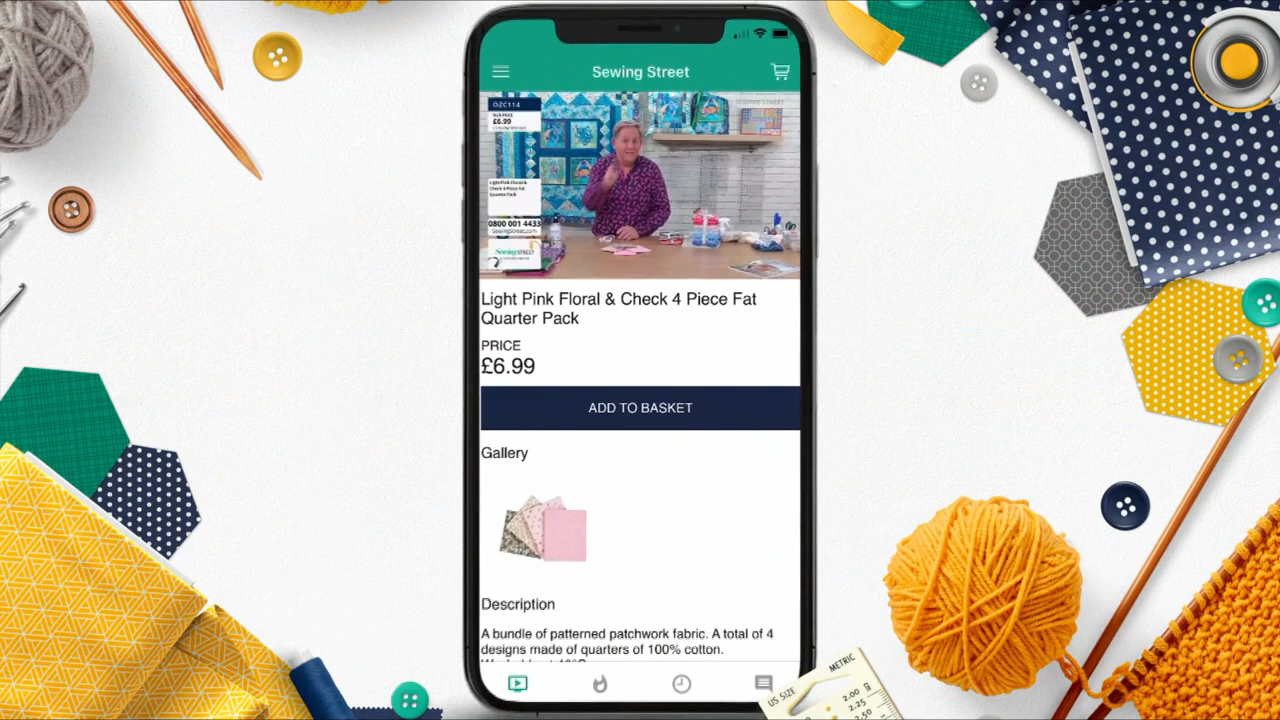 Sewing Street
OZC114
£6.99
Light Pink Floral &
Check 4 Piece Fat
Quarter Pack
0800 001 4433
SewingStreet.com
Sewing STREET
Light Pink Floral & Check 4 Piece Fat
Quarter Pack
PRICE
£6.99
ADD TO BASKET
Gallery
Description
A bundle of patterned patchwork fabric. A total of 4
designs made of quarters of 100% cotton.
US SIZE
METRIC
2.00
2.25
2.50